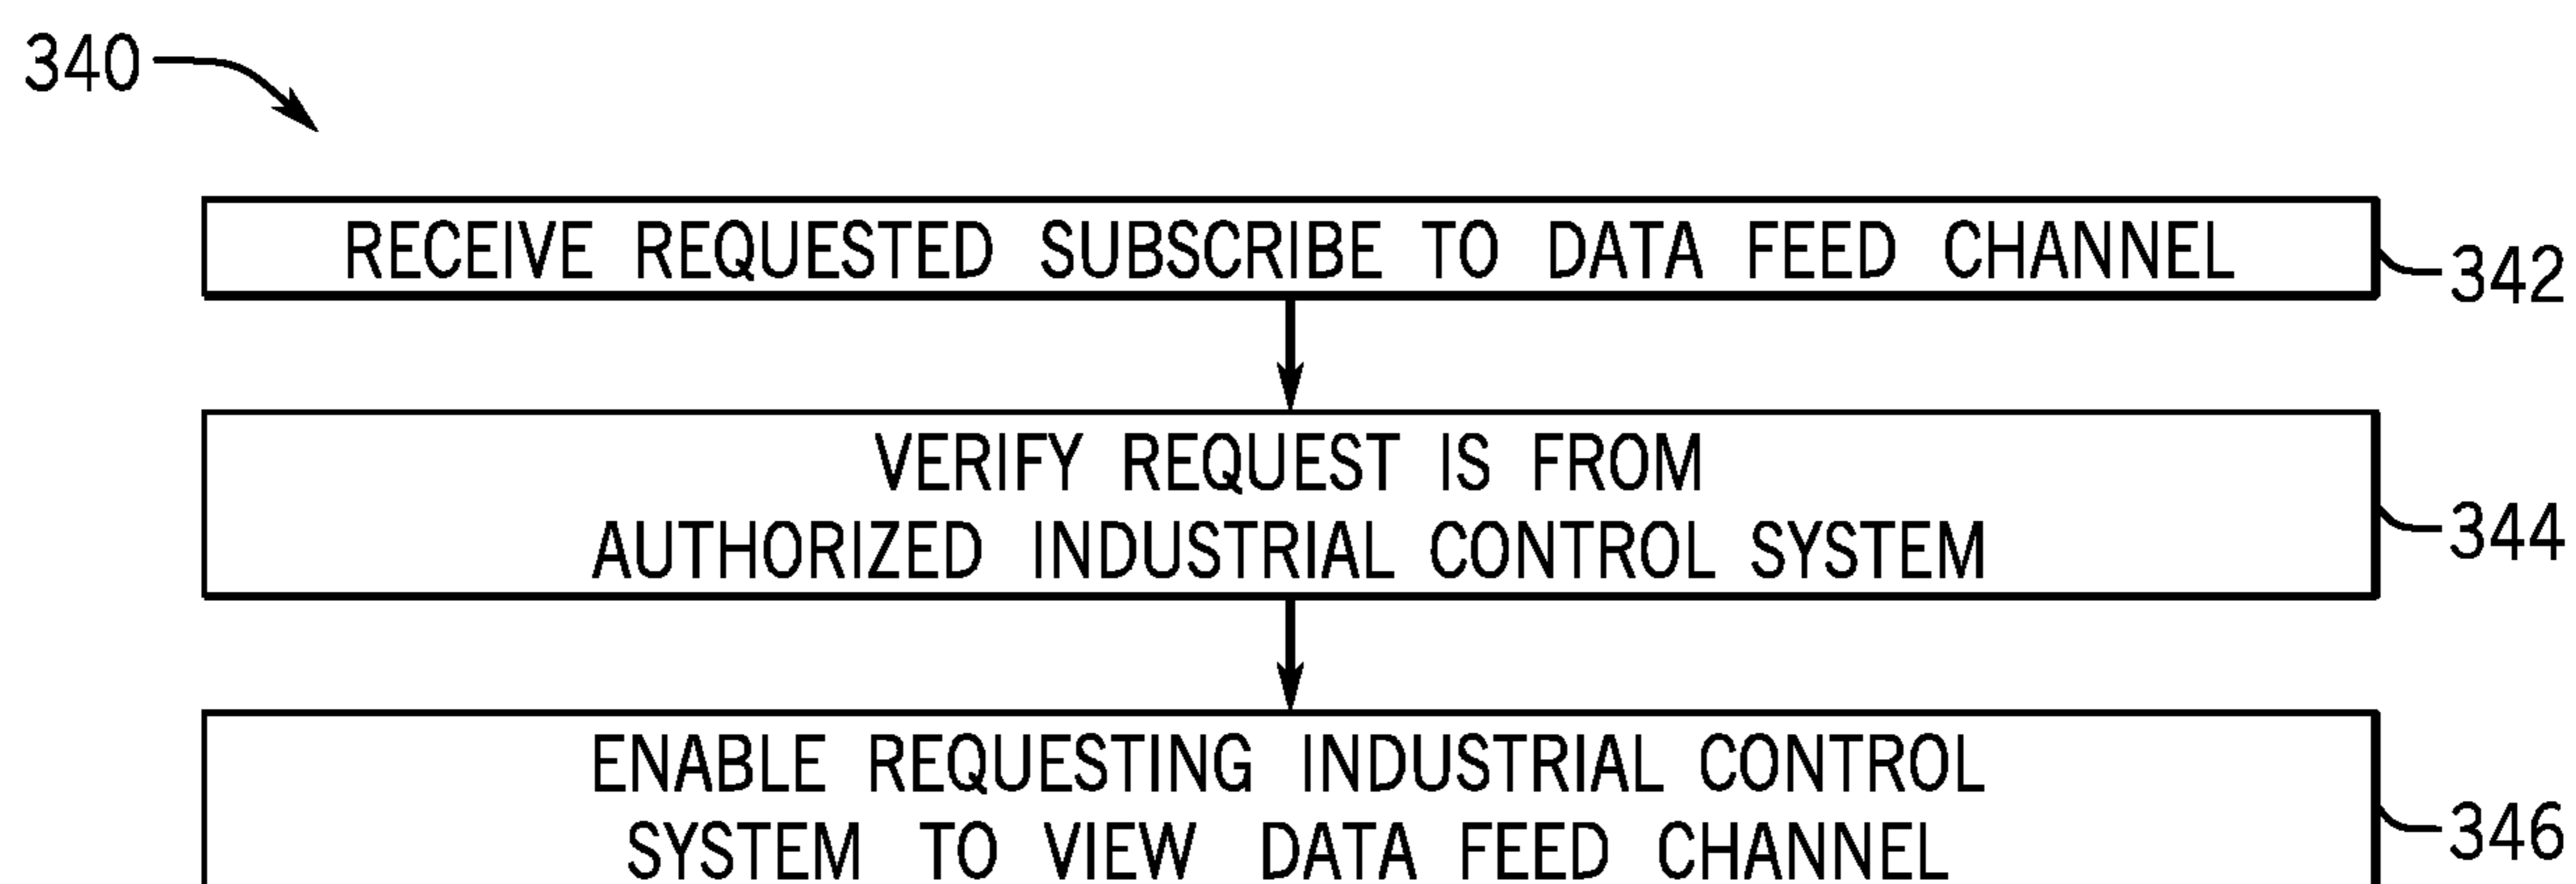 340
RECEIVE REQUESTED SUBSCRIBE TO DATA FEED CHANNEL
342
VERIFY REQUEST IS FROM
AUTHORIZED INDUSTRIAL CONTROL SYSTEM
344
ENABLE REQUESTING INDUSTRIAL CONTROL
SYSTEM TO VIEW DATA FEED CHANNEL
346